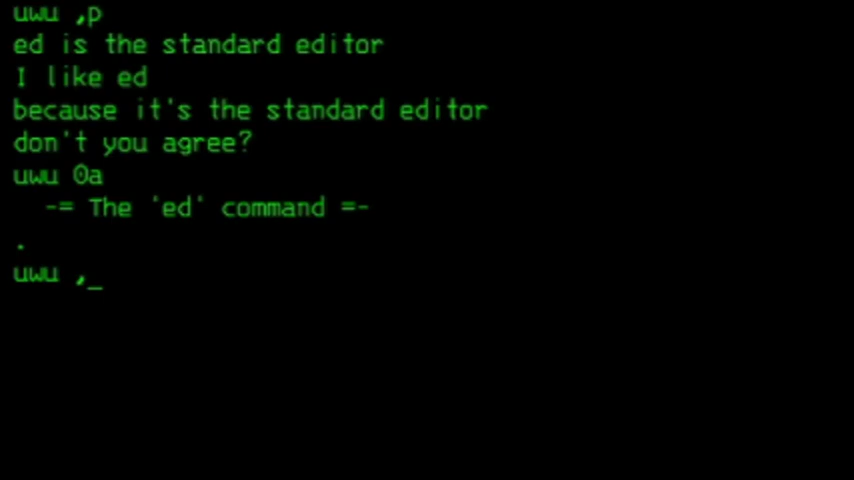 uwu ,p
ed is the standard editor
I like ed
because it's the standard editor
don't you agree?
uwu 0a
  -= The 'ed' command =-
.
uwu ,_